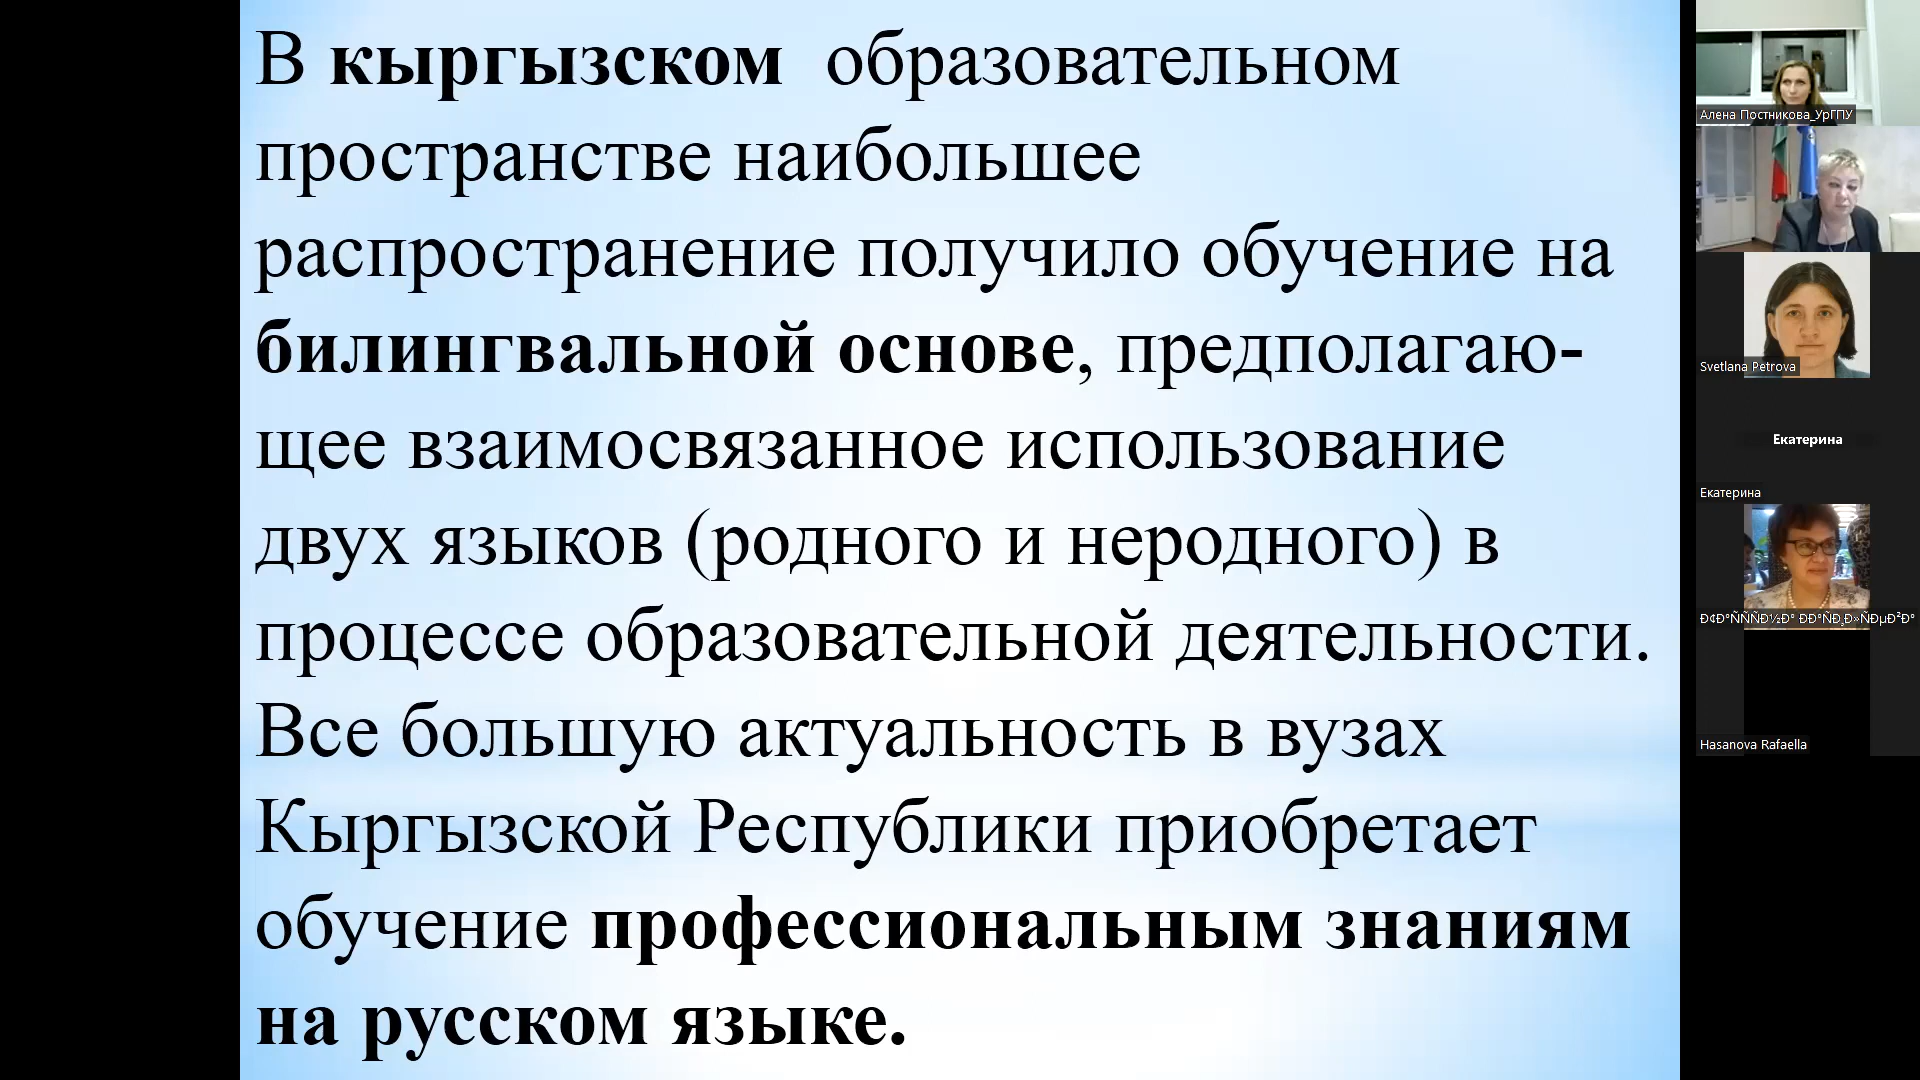 В кыргызском образовательном
пространстве наибольшее
распространение получило обучение на
билингвальной основе, предполагаю-
щее взаимосвязанное использование
двух языков (родного и неродного) в
процессе образовательной деятельности.
Все большую актуальность в вузах
Кыргызской Республики приобретает
обучение профессиональным знаниям
на русском языке.
Алена Постникова_УрГПУ
Svetlana Petrova
Екатерина
Екатерина
Hasanova Rafaella